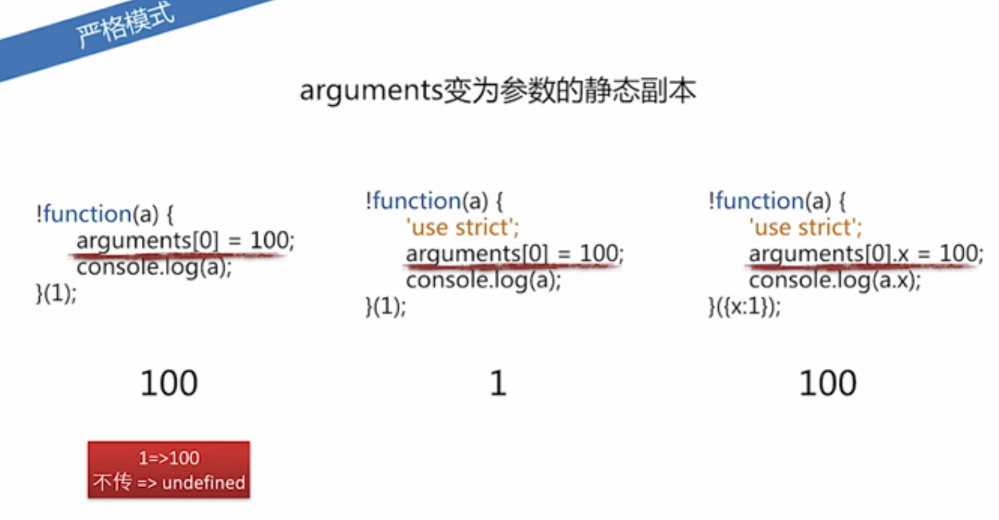 严格模式
arguments变为参数的静态副本
!function(a) {
arguments[0] = 100;
console.log(a);
}(1);
100
1=>100
不传 => undefined
!function(a) {
'use strict';
arguments[0] = 100;
console.log(a);
}(1);
1
!function(a) {
'use strict';
arguments[0].x = 100;
console.log(a.x);
}({x:1});
100